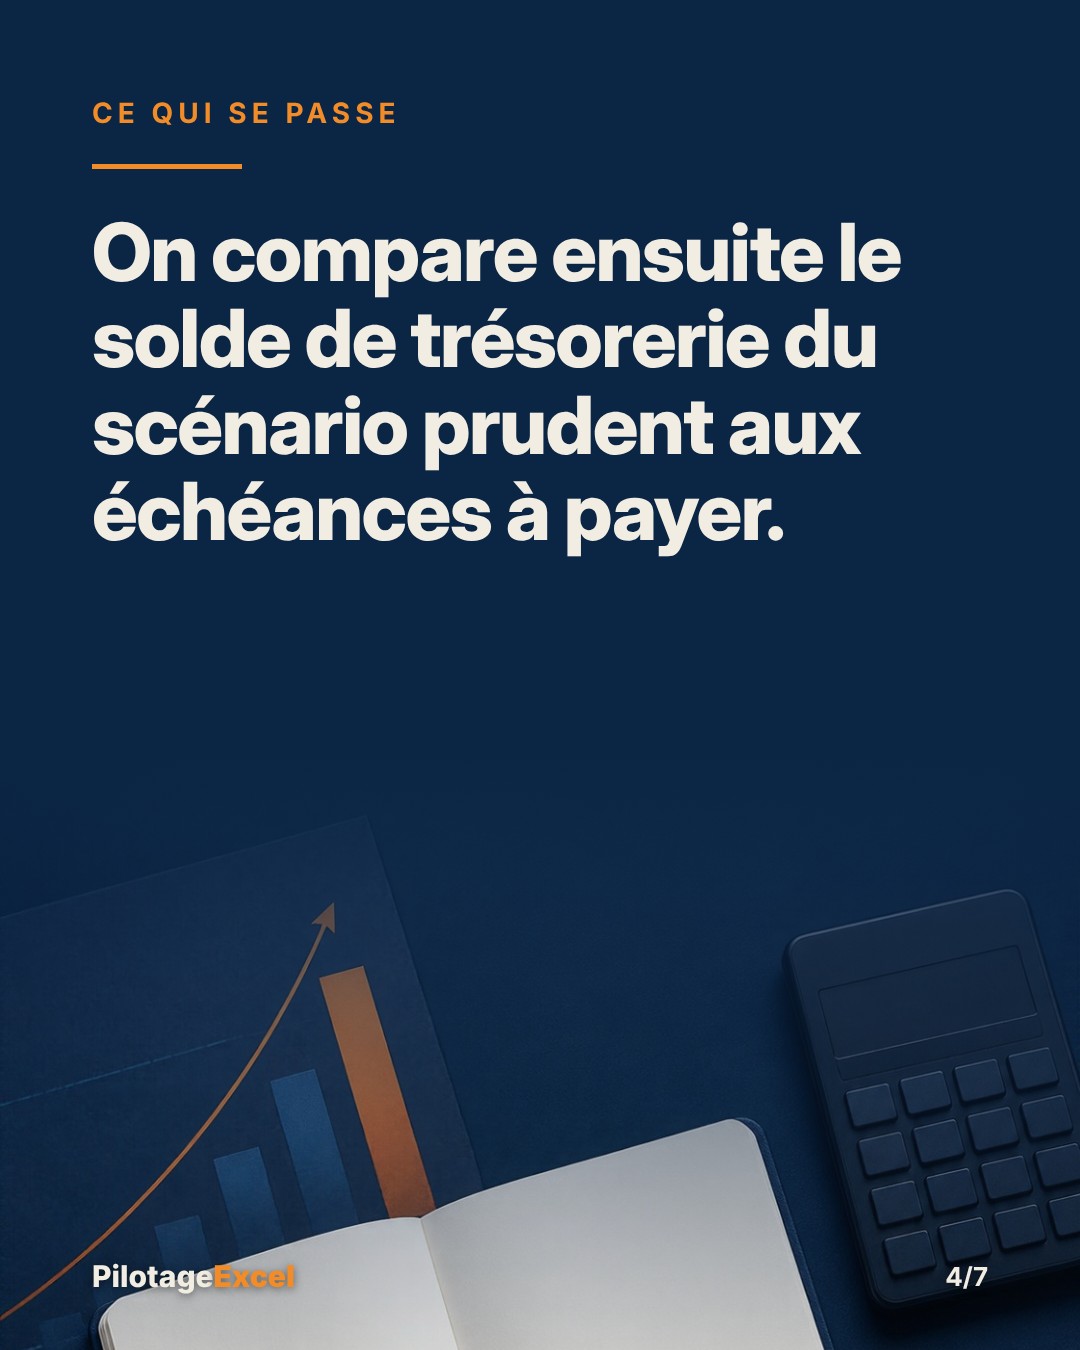 CE QUI SE PASSE
On compare ensuite le
solde de trésorerie du
scénario prudent aux
échéances à payer.
PilotageExcel
4/7